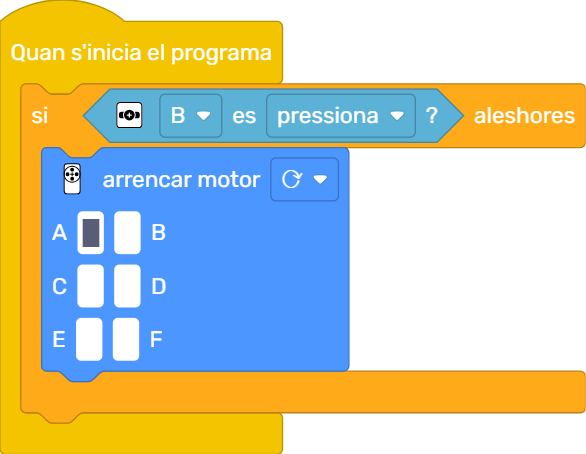 Quan s'inicia el programa
si B es pressiona ? aleshores
arrencar motor
A B
C D
E F